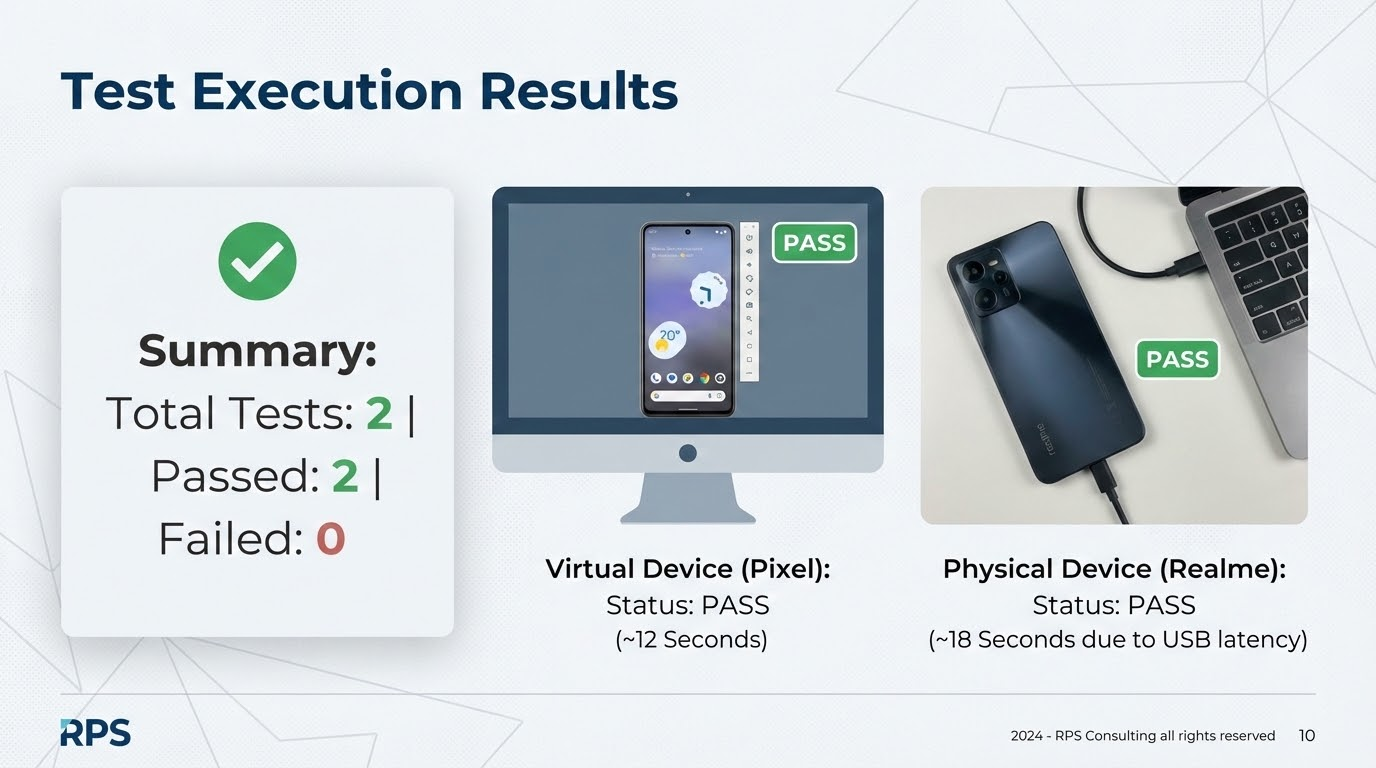 Test Execution Results
Summary:
Total Tests: 2 |
Passed: 2 |
Failed: 0
PASS
20°
Virtual Device (Pixel):
Status: PASS
(~12 Seconds)
PASS
realme
Physical Device (Realme):
Status: PASS
(~18 Seconds due to USB latency)
RPS
2024 - RPS Consulting all rights reserved
10